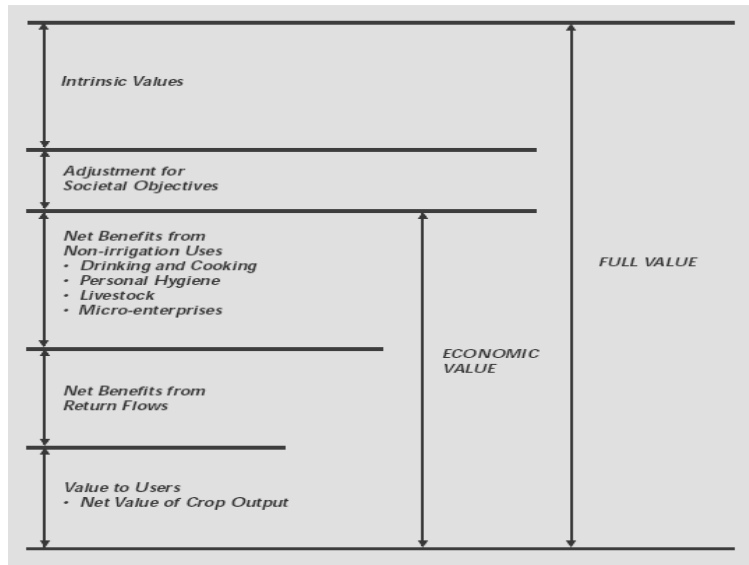 Intrinsic Values
Adjustment for
Societal Objectives
Net Benefits from
Non-irrigation Uses
• Drinking and Cooking
• Personal Hygiene
• Livestock
• Micro-enterprises
FULL VALUE
ECONOMIC
VALUE
Net Benefits from
Return Flows
Value to Users
• Net Value of Crop Output